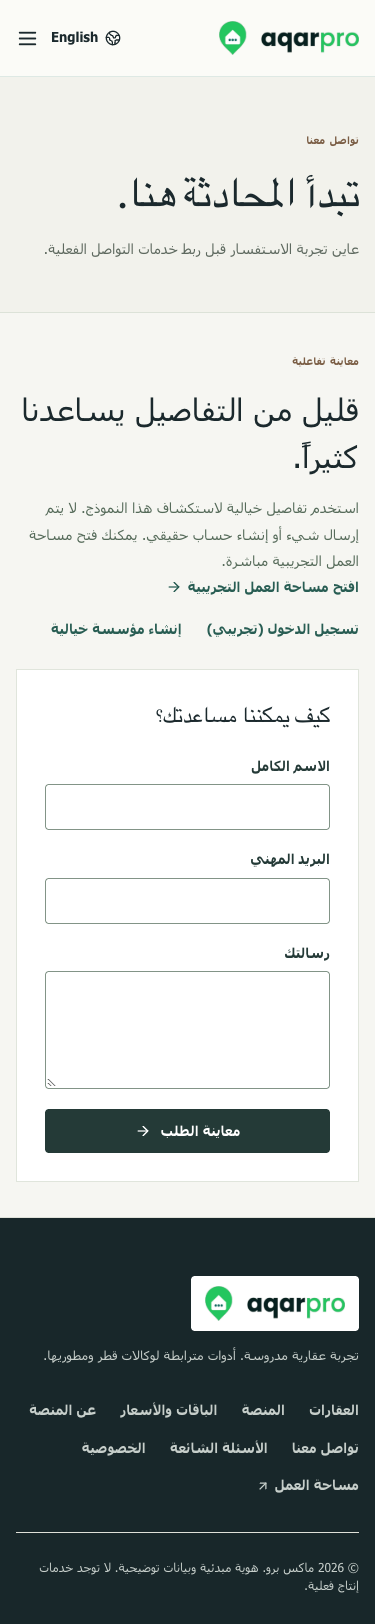 aqarpro
English
تواصل معنا
تبدأ المحادثة هنا.
عاين تجربة الاستفسار قبل ربط خدمات التواصل الفعلية.
معاينة تفاعلية
قليل من التفاصيل يساعدنا
كثيراً.
استخدم تفاصيل خيالية لاستكشاف هذا النموذج. لا يتم
إرسال شيء أو إنشاء حساب حقيقي. يمكنك فتح مساحة
العمل التجريبية مباشرة.
افتح مساحة العمل التجريبية →
تسجيل الدخول (تجريبي) إنشاء مؤسسة خيالية
كيف يمكننا مساعدتك؟
الاسم الكامل
البريد المهني
رسالتك
معاينة الطلب →
aqarpro
تجربة عقارية مدروسة. أدوات مترابطة لوكالات قطر ومطوريها.
العقارات المنصة الباقات والأسعار عن المنصة
تواصل معنا الأسئلة الشائعة الخصوصية
مساحة العمل ↗
© 2026 ماكس برو. هوية مبدئية وبيانات توضيحية. لا توجد خدمات
إنتاج فعلية.